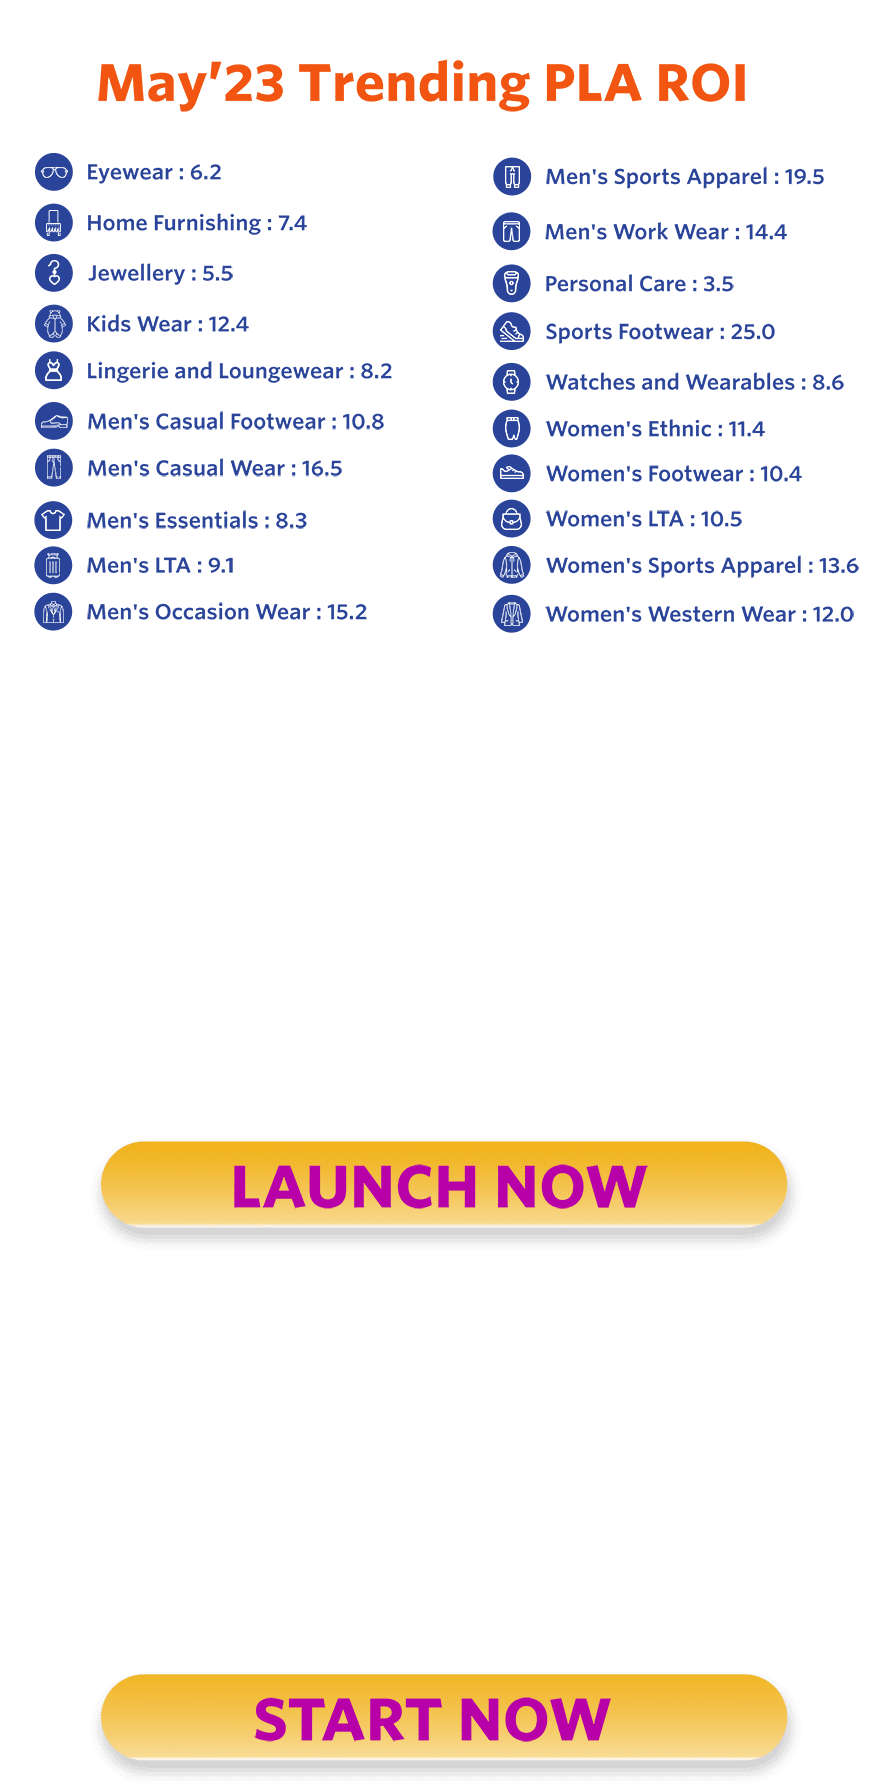 May’23 Trending PLA ROI
Eyewear : 6.2
Home Furnishing : 7.4
Jewellery : 5.5
Kids Wear : 12.4
Lingerie and Loungewear : 8.2
Men's Casual Footwear : 10.8
Men's Casual Wear : 16.5
Men's Essentials : 8.3
Men's LTA : 9.1
Men's Occasion Wear : 15.2
Men's Sports Apparel : 19.5
Men's Work Wear : 14.4
Personal Care : 3.5
Sports Footwear : 25.0
Watches and Wearables : 8.6
Women's Ethnic : 11.4
Women's Footwear : 10.4
Women's LTA : 10.5
Women's Sports Apparel : 13.6
Women's Western Wear : 12.0
LAUNCH NOW
START NOW